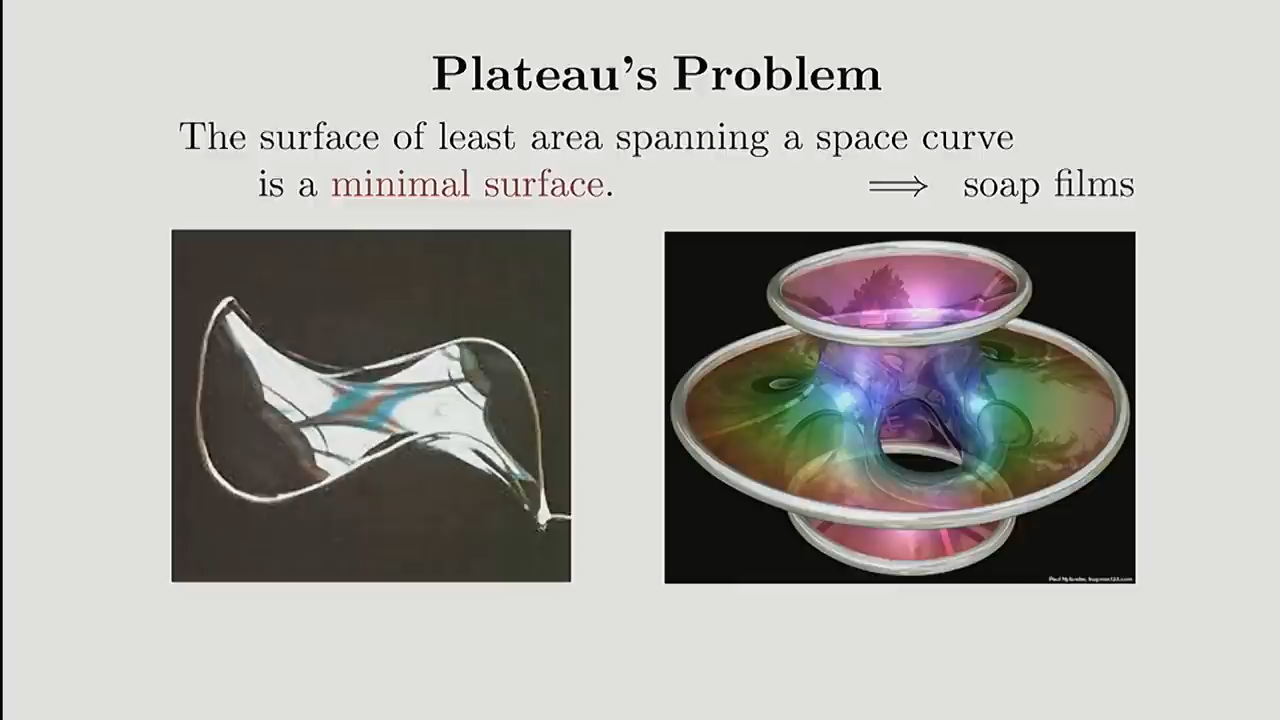 Plateau's Problem
The surface of least area spanning a space curve
is a minimal surface. ⟹ soap films